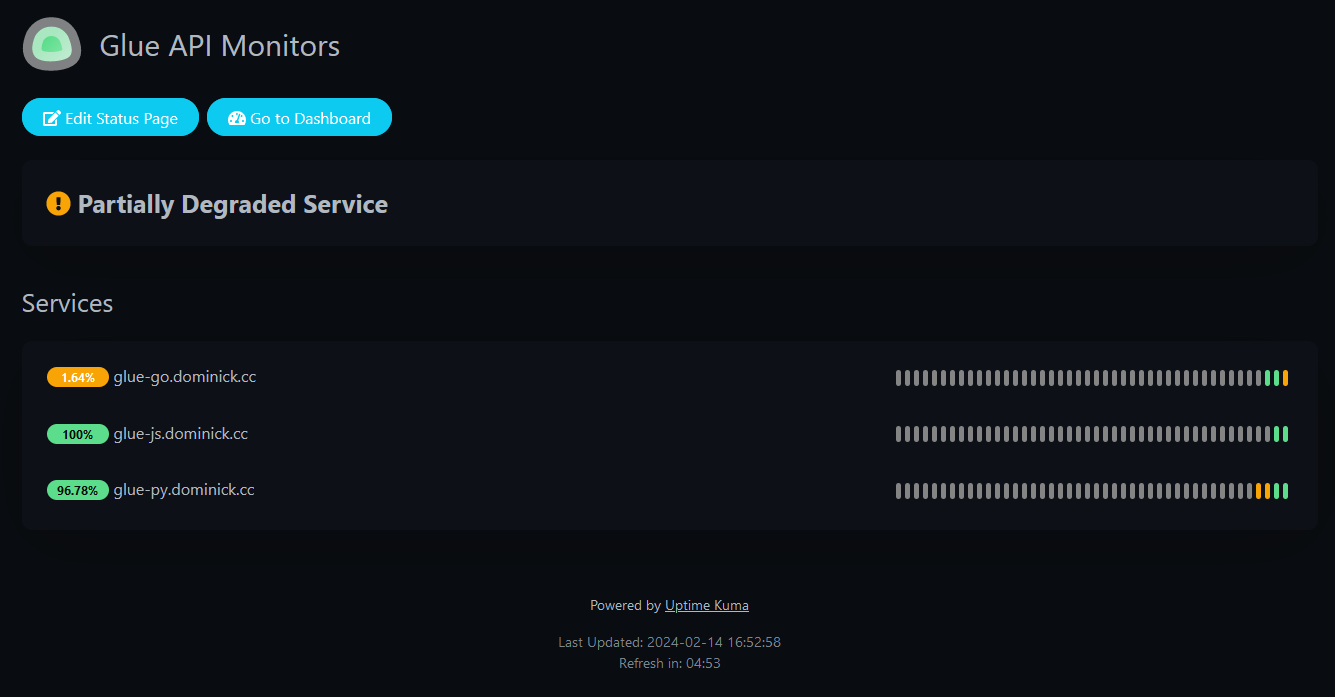 Glue API Monitors
Edit Status Page Go to Dashboard
Partially Degraded Service
Services
1.64% glue-go.dominick.cc
100% glue-js.dominick.cc
96.78% glue-py.dominick.cc
Powered by Uptime Kuma
Last Updated: 2024-02-14 16:52:58
Refresh in: 04:53